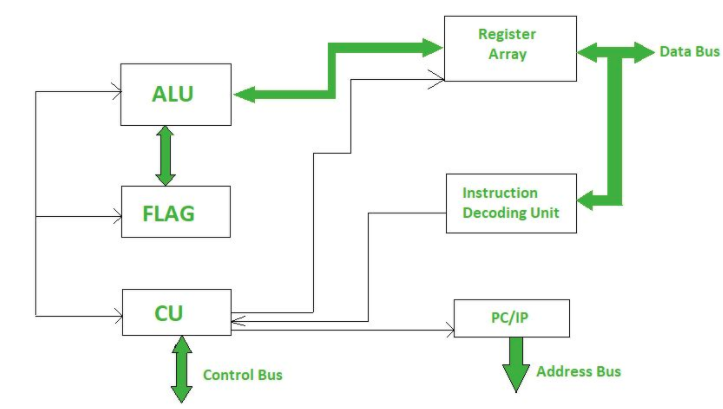 Register
Array
Data Bus
ALU
Instruction
Decoding Unit
FLAG
CU
PC/IP
Control Bus
Address Bus